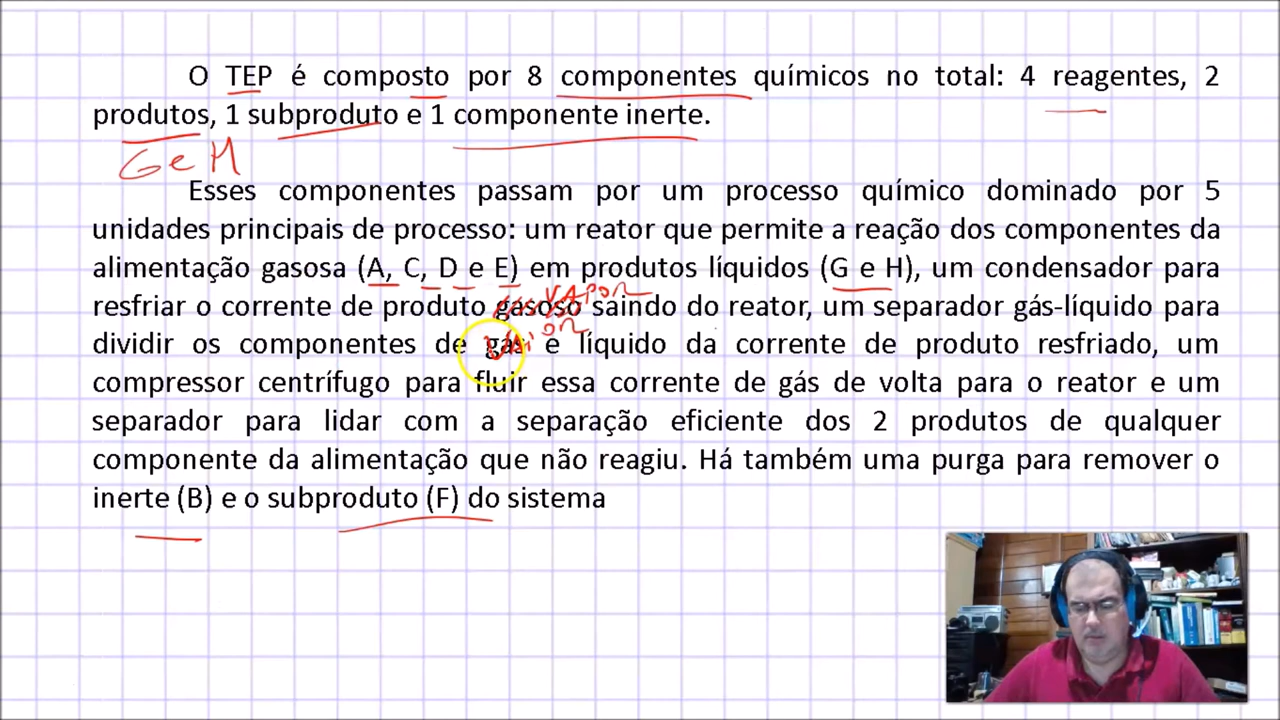 O TEP é composto por 8 componentes químicos no total: 4 reagentes, 2
produtos, 1 subproduto e 1 componente inerte.
G e H
Esses componentes passam por um processo químico dominado por 5
unidades principais de processo: um reator que permite a reação dos componentes da
alimentação gasosa (A, C, D e E) em produtos líquidos (G e H), um condensador para
VAPOR
resfriar o corrente de produto gasoso saindo do reator, um separador gás-líquido para
dividir os componentes de gás e líquido da corrente de produto resfriado, um
compressor centrífugo para fluir essa corrente de gás de volta para o reator e um
separador para lidar com a separação eficiente dos 2 produtos de qualquer
componente da alimentação que não reagiu. Há também uma purga para remover o
inerte (B) e o subproduto (F) do sistema